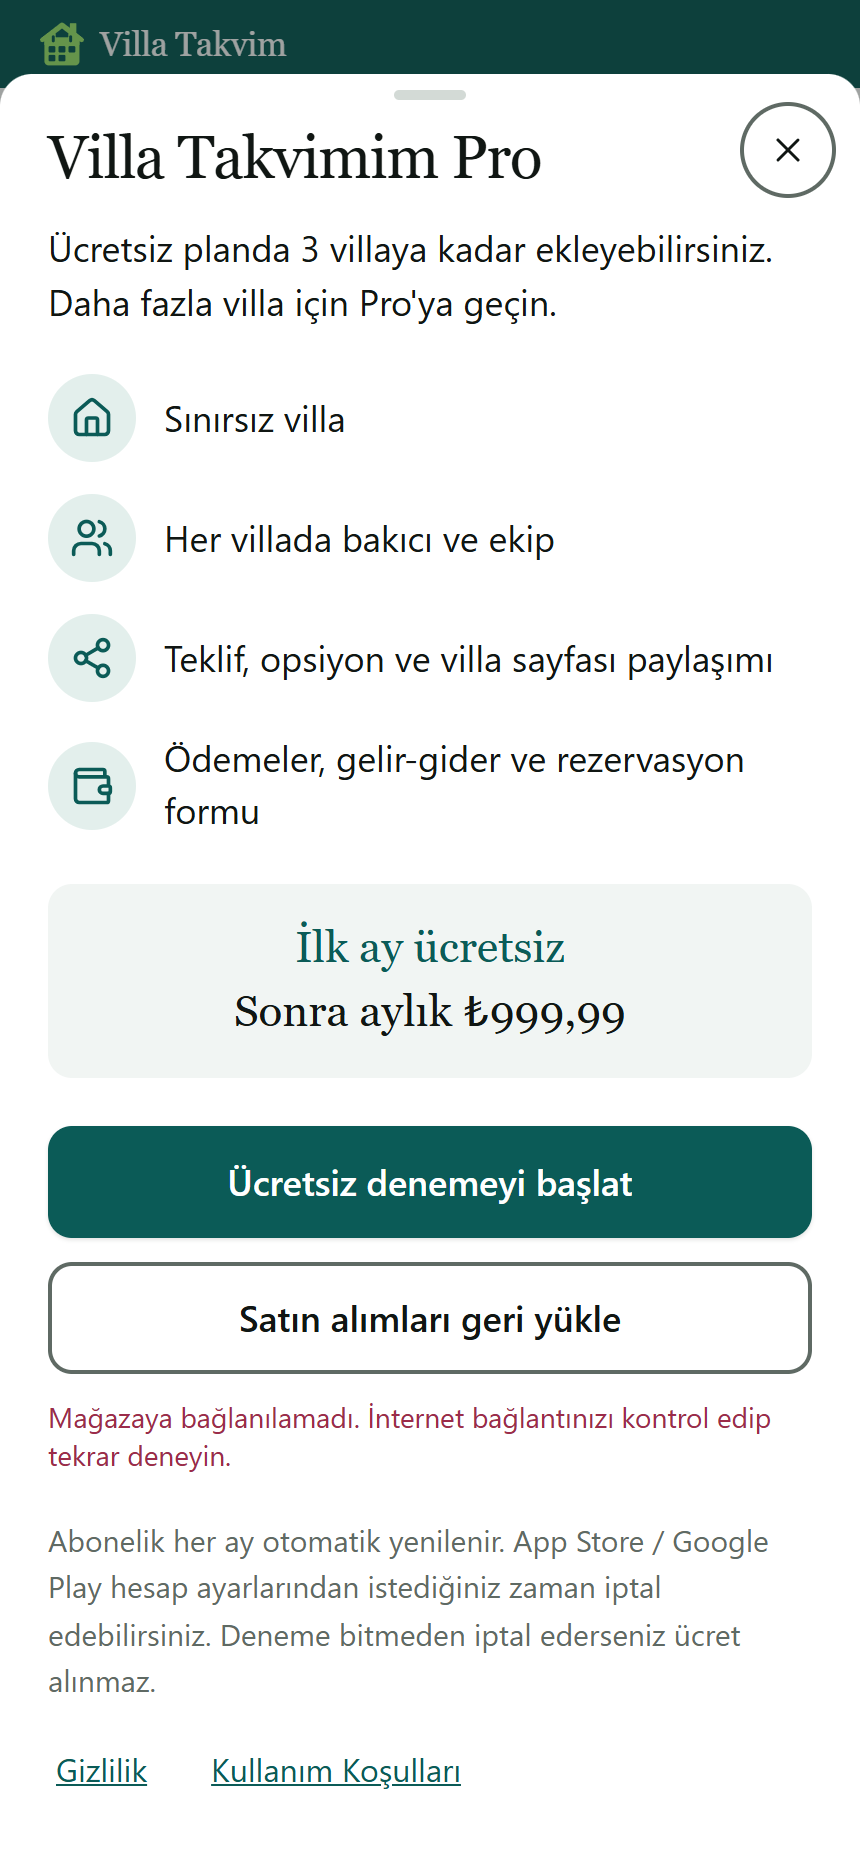 Villa Takvim
Villa Takvimim Pro
Ücretsiz planda 3 villaya kadar ekleyebilirsiniz.
Daha fazla villa için Pro'ya geçin.
Sınırsız villa
Her villada bakıcı ve ekip
Teklif, opsiyon ve villa sayfası paylaşımı
Ödemeler, gelir-gider ve rezervasyon
formu
İlk ay ücretsiz
Sonra aylık ₺999,99
Ücretsiz denemeyi başlat
Satın alımları geri yükle
Mağazaya bağlanılamadı. İnternet bağlantınızı kontrol edip
tekrar deneyin.
Abonelik her ay otomatik yenilenir. App Store / Google
Play hesap ayarlarından istediğiniz zaman iptal
edebilirsiniz. Deneme bitmeden iptal ederseniz ücret
alınmaz.
Gizlilik Kullanım Koşulları